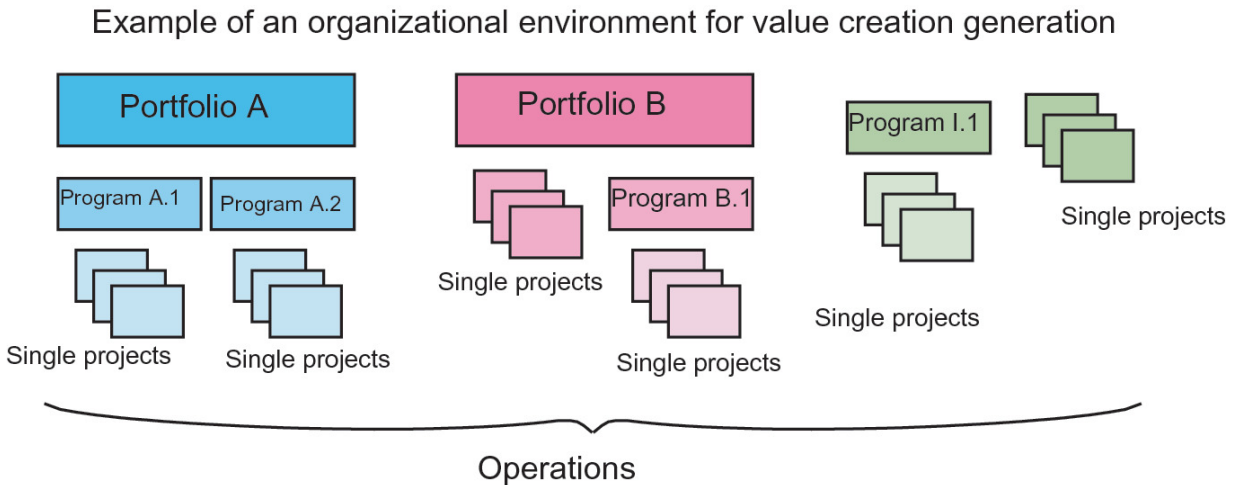 Example of an organizational environment for value creation generation
Portfolio A
Portfolio B
Program I.1
Program A.1
Program A.2
Program B.1
Single projects
Single projects
Single projects
Single projects
Single projects
Single projects
Operations